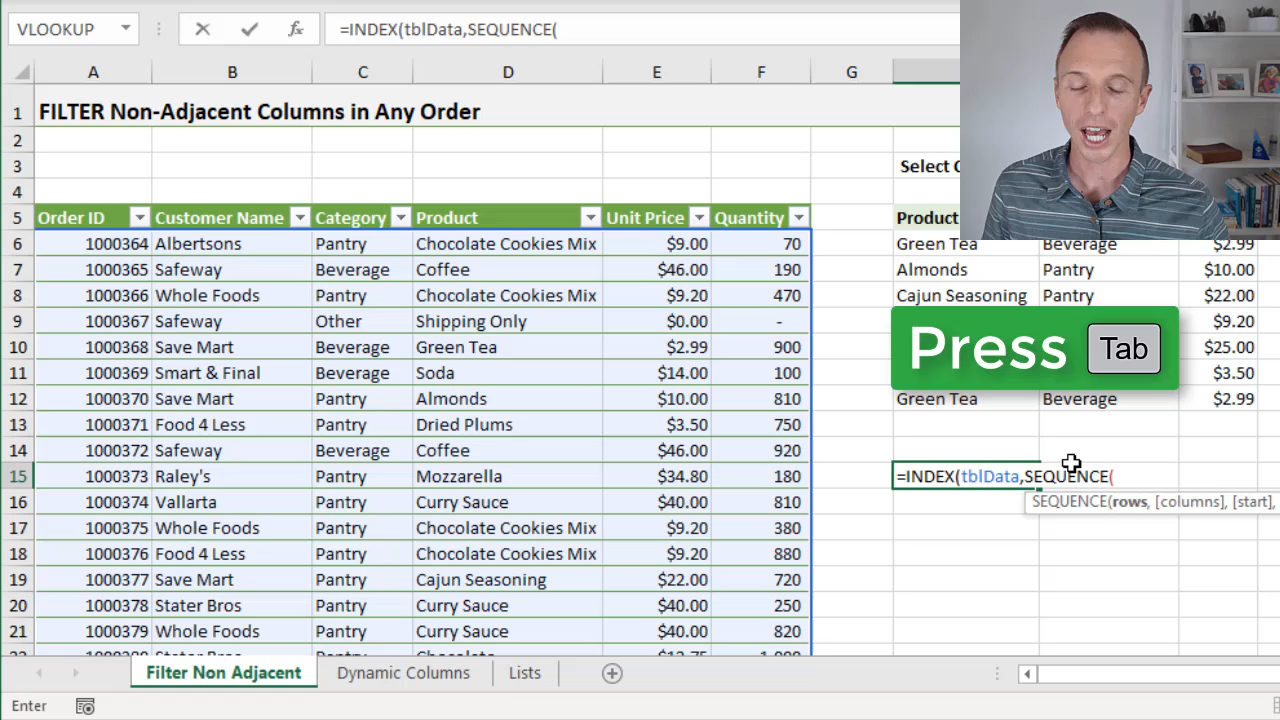 VLOOKUP
fx
=INDEX(tblData,SEQUENCE(
A B C D E F G
1 FILTER Non-Adjacent Columns in Any Order
2
3 Select
4
5 Order ID Customer Name Category Product Unit Price Quantity Product
6 1000364 Albertsons Pantry Chocolate Cookies Mix $9.00 70 Green Tea Beverage $2.99
7 1000365 Safeway Beverage Coffee $46.00 190 Almonds Pantry $10.00
8 1000366 Whole Foods Pantry Chocolate Cookies Mix $9.20 470 Cajun Seasoning Pantry $22.00
9 1000367 Safeway Other Shipping Only $0.00 - $9.20
10 1000368 Save Mart Beverage Green Tea $2.99 900 $25.00
11 1000369 Smart & Final Beverage Soda $14.00 100 $3.50
12 1000370 Save Mart Pantry Almonds $10.00 810 Green Tea Beverage $2.99
Press Tab
13 1000371 Food 4 Less Pantry Dried Plums $3.50 750
14 1000372 Safeway Beverage Coffee $46.00 920
15 1000373 Raley's Pantry Mozzarella $34.80 180 =INDEX(tblData,SEQUENCE(
SEQUENCE(rows, [columns], [start],
16 1000374 Vallarta Pantry Curry Sauce $40.00 810
17 1000375 Whole Foods Pantry Chocolate Cookies Mix $9.20 380
18 1000376 Food 4 Less Pantry Chocolate Cookies Mix $9.20 880
19 1000377 Save Mart Pantry Cajun Seasoning $22.00 720
20 1000378 Stater Bros Pantry Curry Sauce $40.00 250
21 1000379 Whole Foods Pantry Curry Sauce $40.00 820
Filter Non Adjacent Dynamic Columns Lists
Enter